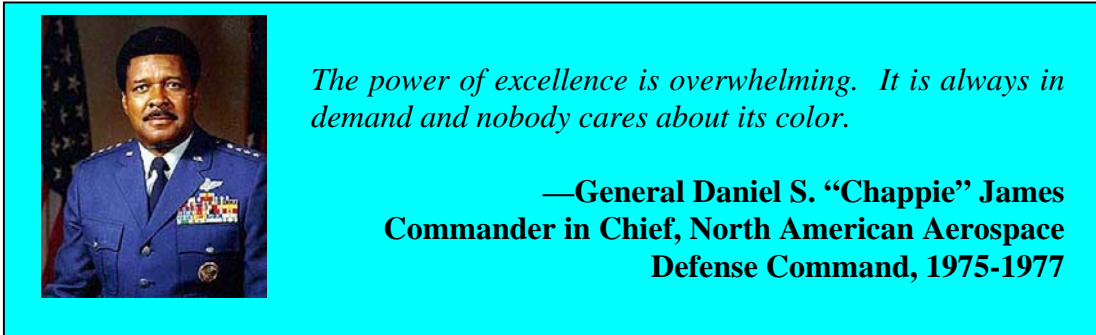 The power of excellence is overwhelming. It is always in
demand and nobody cares about its color.
—General Daniel S. “Chappie” James
Commander in Chief, North American Aerospace
Defense Command, 1975-1977